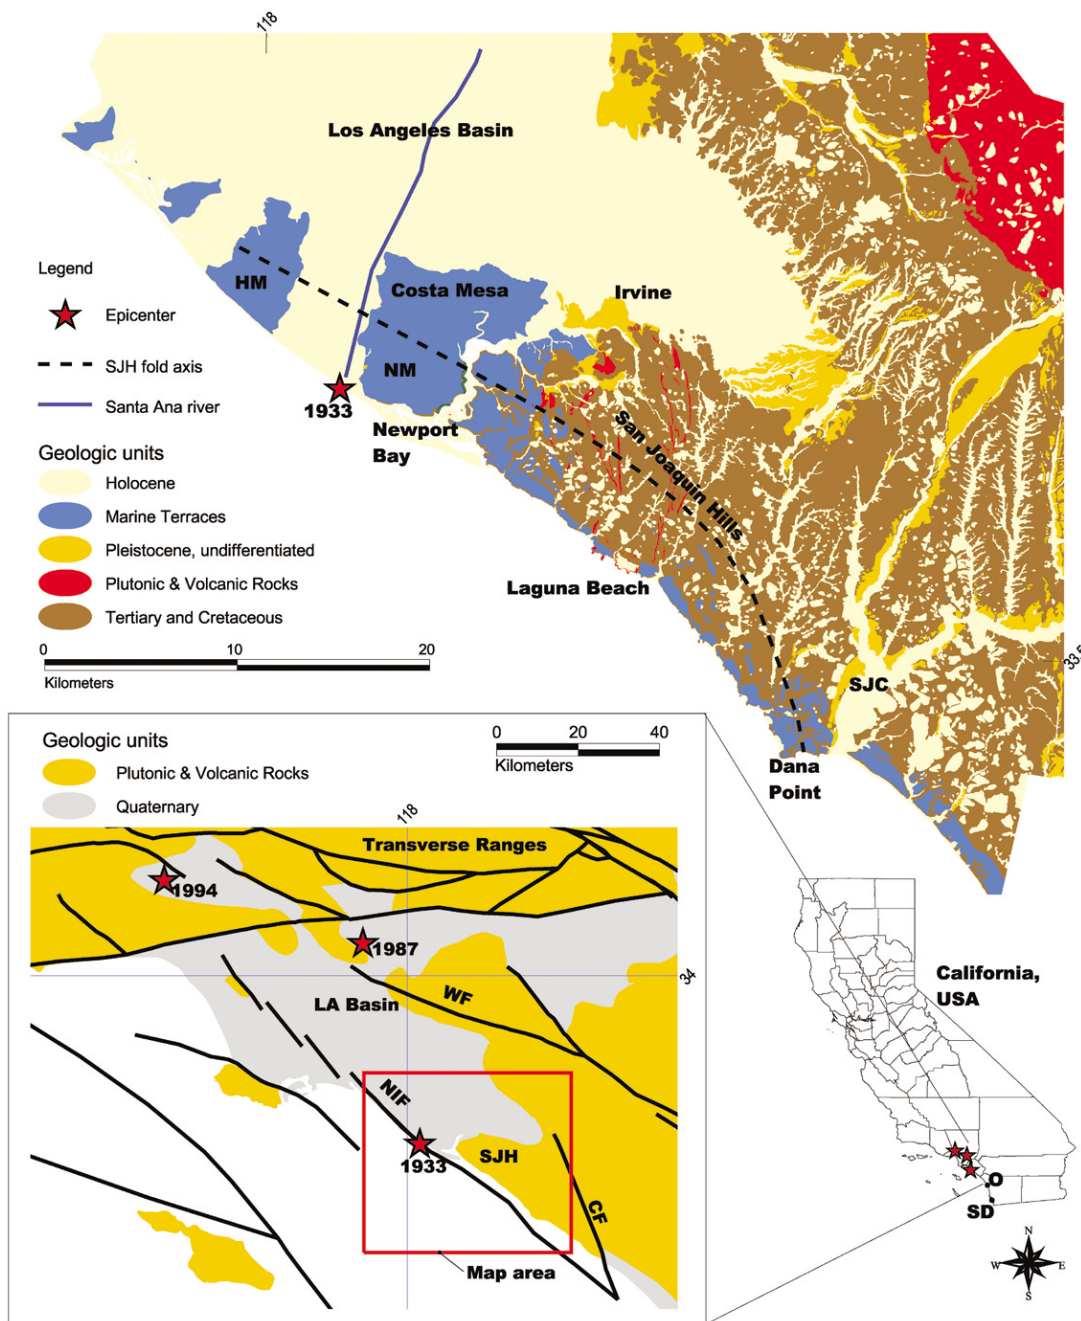 118
Los Angeles Basin
Legend
Epicenter
SJH fold axis
Santa Ana river
HM
Costa Mesa
Irvine
NM
1933
Newport
Bay
San Joaquin Hills
Laguna Beach
SJC
33.5
Dana
Point
Geologic units
Holocene
Marine Terraces
Pleistocene, undifferentiated
Plutonic & Volcanic Rocks
Tertiary and Cretaceous
0 10 20
Kilometers
Geologic units
Plutonic & Volcanic Rocks
Quaternary
0 20 40
Kilometers
118
Transverse Ranges
1994
1987
34
LA Basin
WF
NIF
1933
SJH
CF
Map area
California,
USA
O
SD
N
W E
S